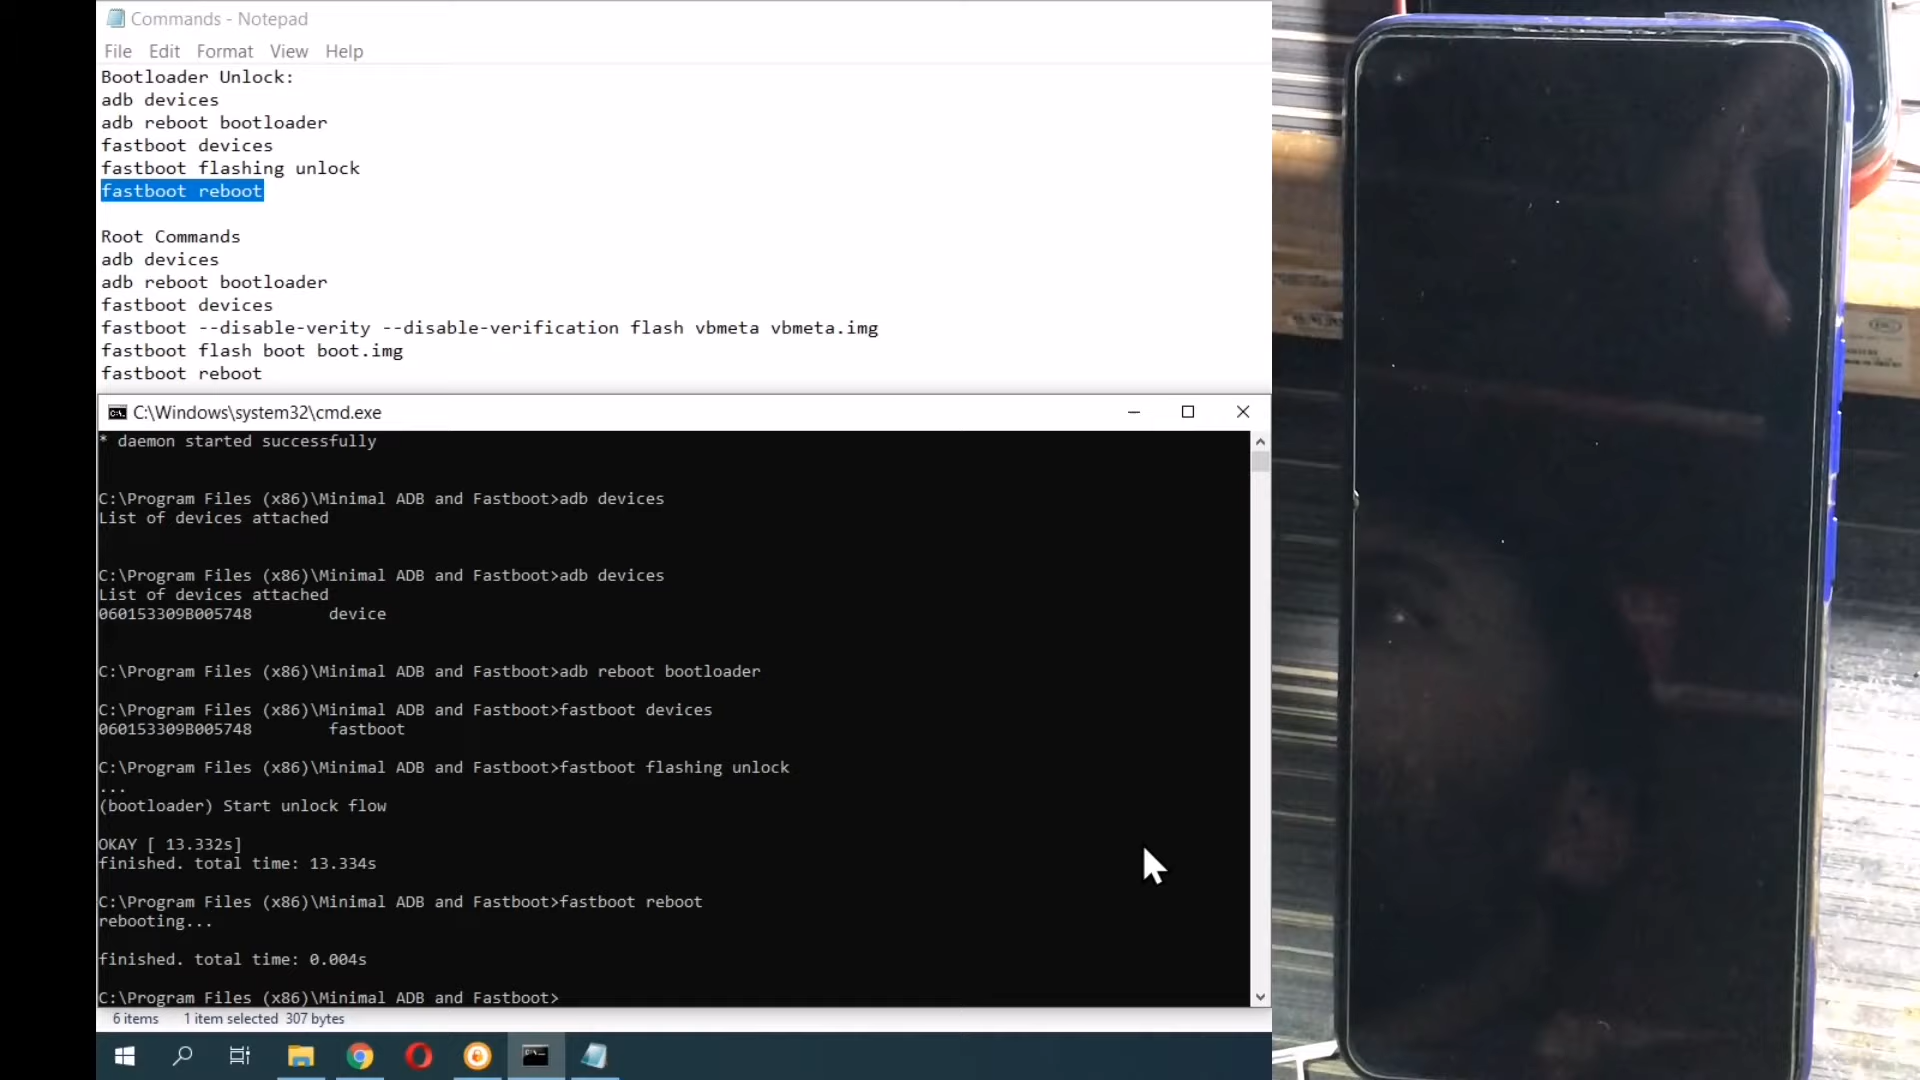 Commands - Notepad
File Edit Format View Help
Bootloader Unlock:
adb devices
adb reboot bootloader
fastboot devices
fastboot flashing unlock
fastboot reboot
Root Commands
adb devices
adb reboot bootloader
fastboot devices
fastboot --disable-verity --disable-verification flash vbmeta vbmeta.img
fastboot flash boot boot.img
fastboot reboot
C:\Windows\system32\cmd.exe
* daemon started successfully
C:\Program Files (x86)\Minimal ADB and Fastboot>adb devices
List of devices attached
C:\Program Files (x86)\Minimal ADB and Fastboot>adb devices
List of devices attached
060153309B005748 device
C:\Program Files (x86)\Minimal ADB and Fastboot>adb reboot bootloader
C:\Program Files (x86)\Minimal ADB and Fastboot>fastboot devices
060153309B005748 fastboot
C:\Program Files (x86)\Minimal ADB and Fastboot>fastboot flashing unlock
...
(bootloader) Start unlock flow
OKAY [ 13.332s]
finished. total time: 13.334s
C:\Program Files (x86)\Minimal ADB and Fastboot>fastboot reboot
rebooting...
finished. total time: 0.004s
C:\Program Files (x86)\Minimal ADB and Fastboot>
6 items 1 item selected 307 bytes